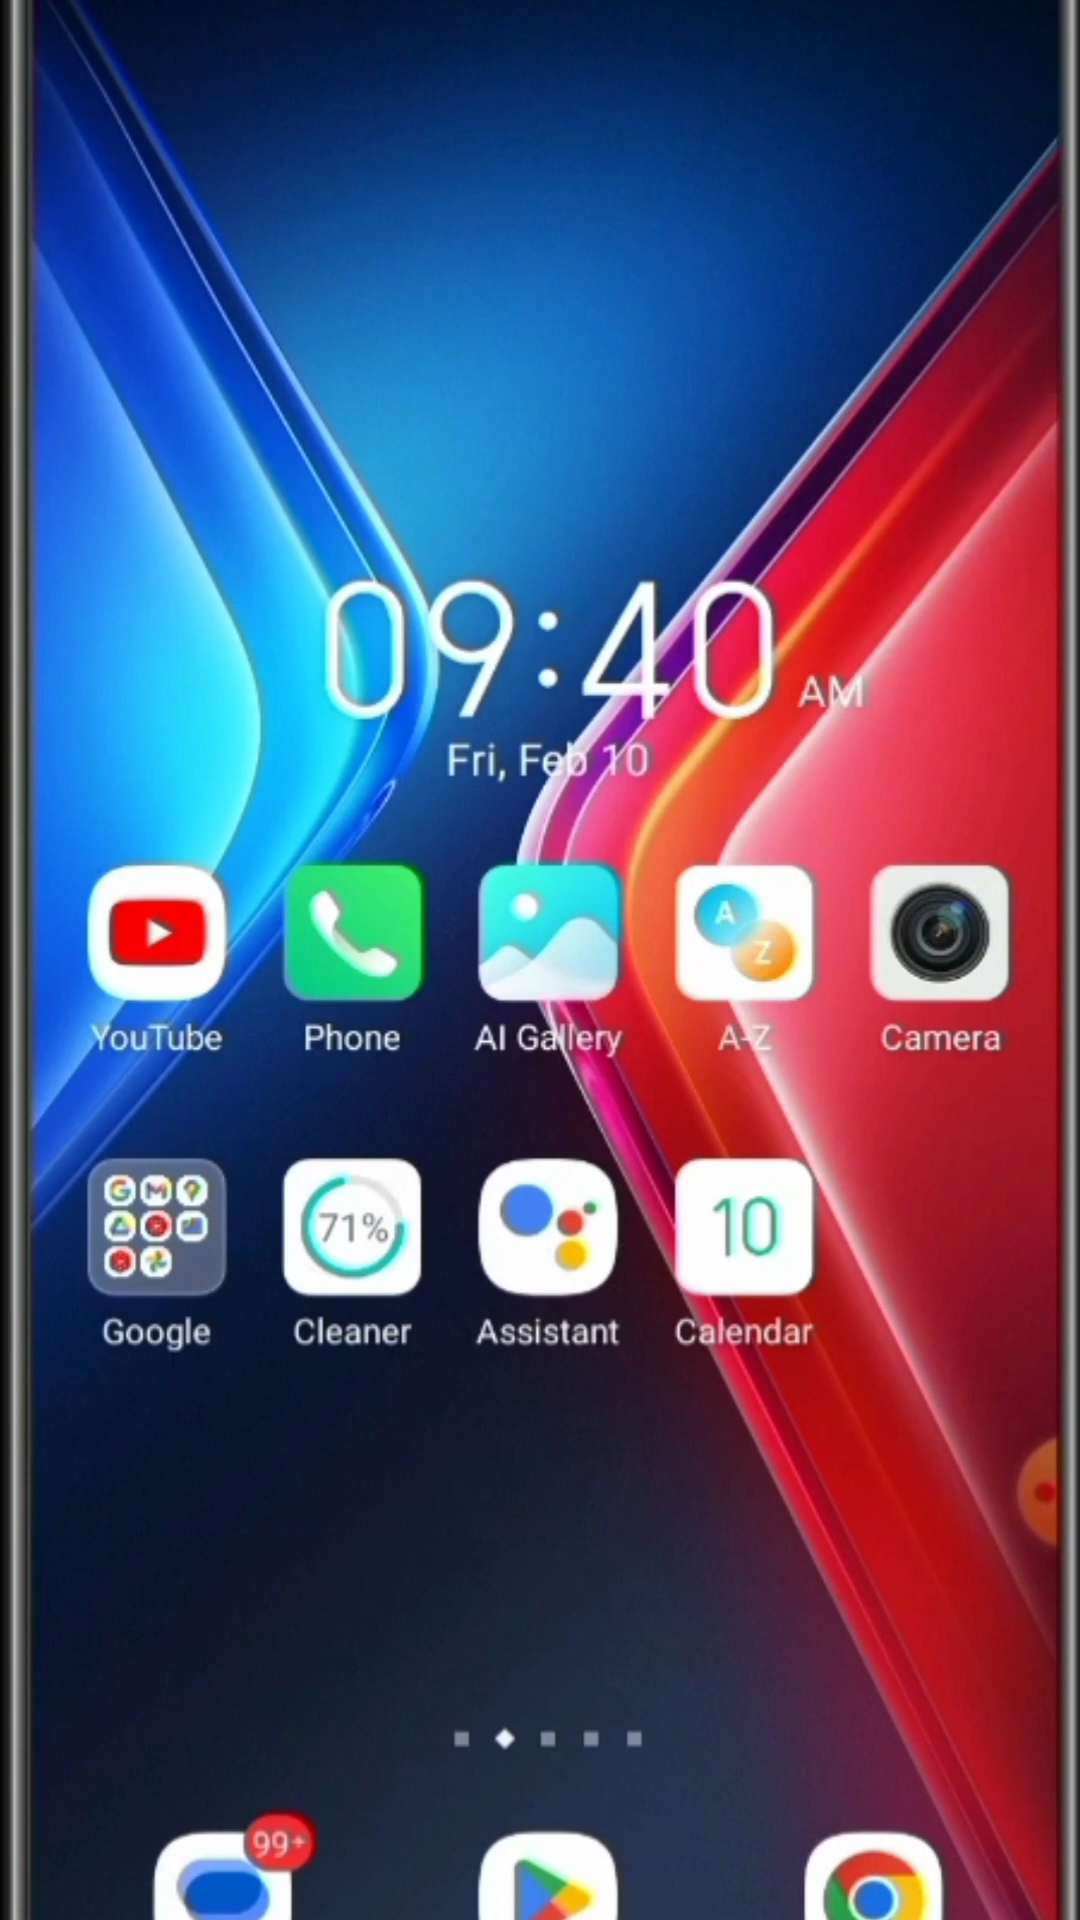 09:40 AM
Fri, Feb 10
A
Z
YouTube
Phone
AI Gallery
A-Z
Camera
71%
10
Google
Cleaner
Assistant
Calendar
99+